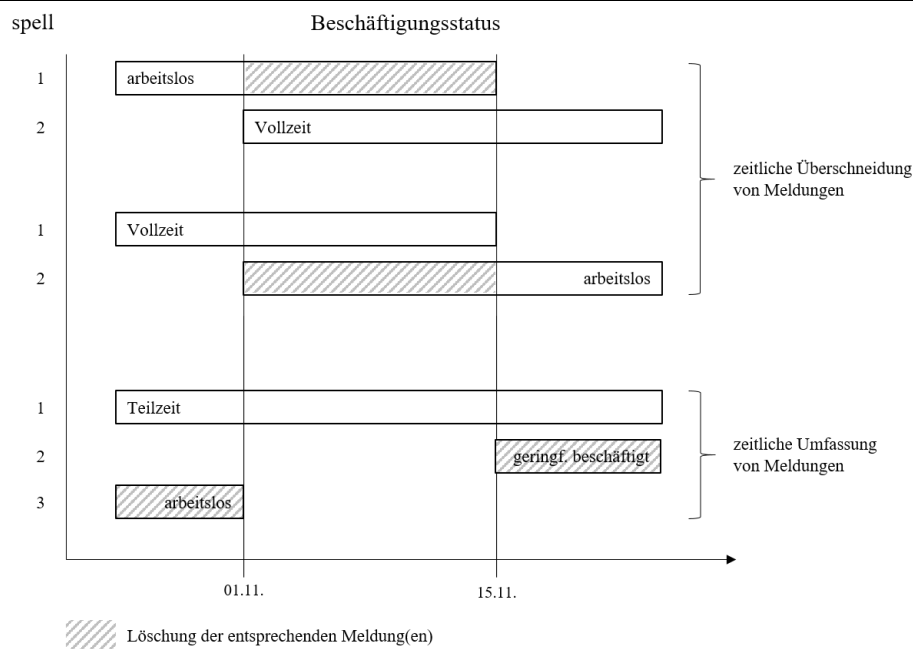 spell
Beschäftigungsstatus
1
arbeitslos
2
Vollzeit
zeitliche Überschneidung
von Meldungen
1
Vollzeit
2
arbeitslos
1
Teilzeit
2
geringf. beschäftigt
zeitliche Umfassung
von Meldungen
3
arbeitslos
01.11.
15.11.
Löschung der entsprechenden Meldung(en)